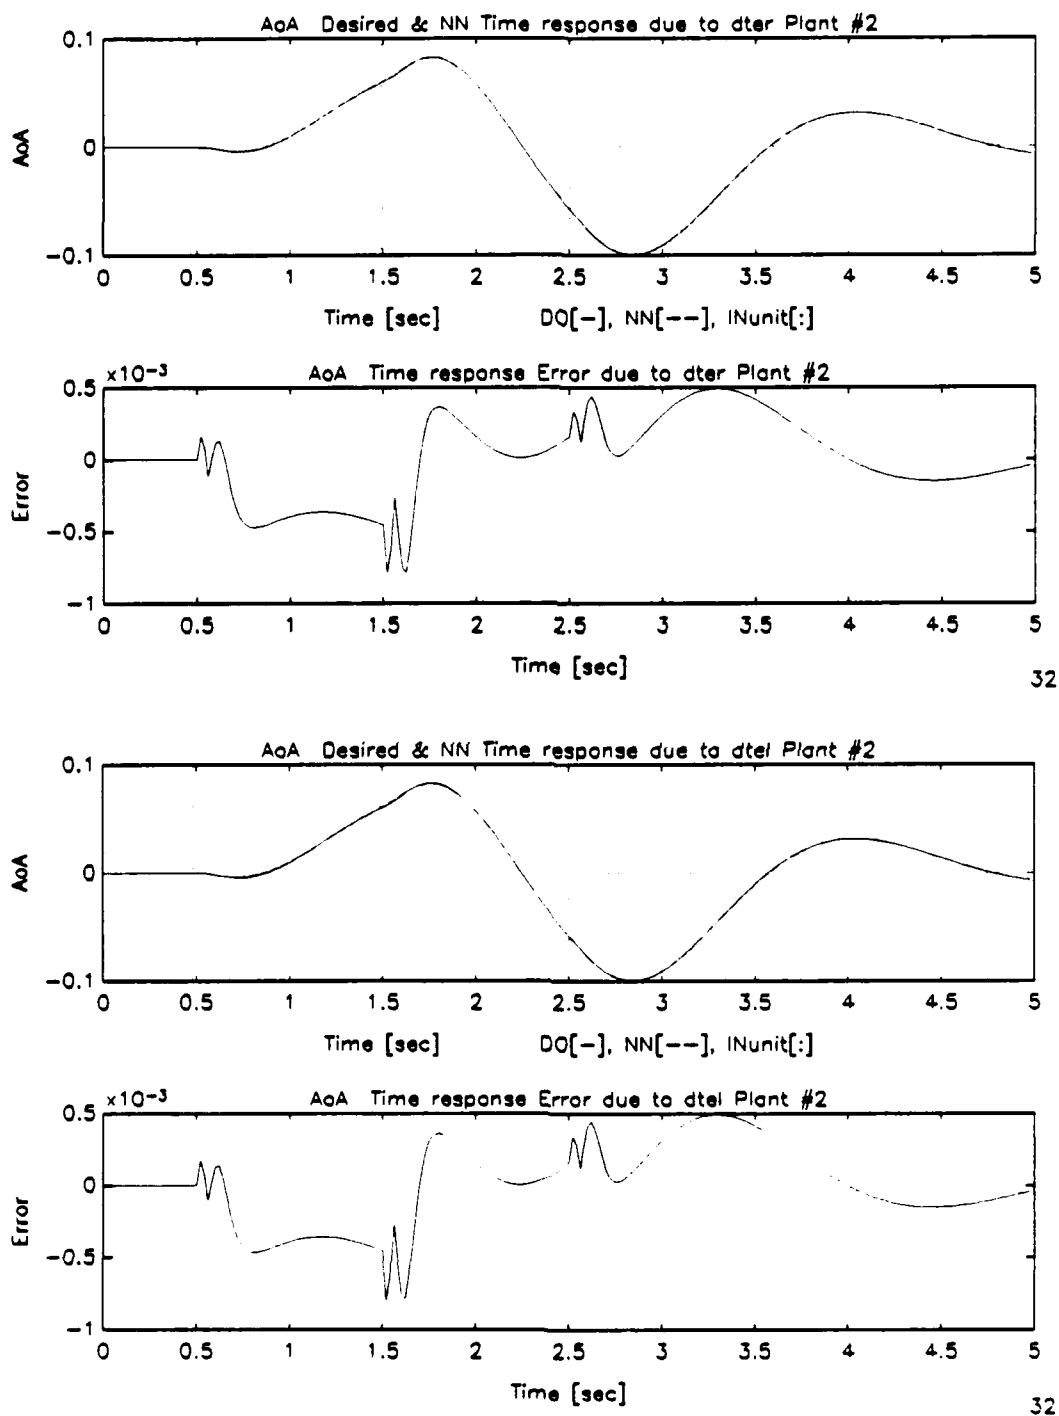 AoA Desired & NN Time response due to dter Plant #2
0.1
0
-0.1
AoA
0 0.5 1 1.5 2 2.5 3 3.5 4 4.5 5
Time [sec] DO[-], NN[--], INunit[:]
×10-3
AoA Time response Error due to dter Plant #2
0.5
0
-0.5
-1
Error
0 0.5 1 1.5 2 2.5 3 3.5 4 4.5 5
Time [sec]
32
AoA Desired & NN Time response due to dtel Plant #2
0.1
0
-0.1
AoA
0 0.5 1 1.5 2 2.5 3 3.5 4 4.5 5
Time [sec] DO[-], NN[--], INunit[:]
×10-3
AoA Time response Error due to dtel Plant #2
0.5
0
-0.5
-1
Error
0 0.5 1 1.5 2 2.5 3 3.5 4 4.5 5
Time [sec]
32